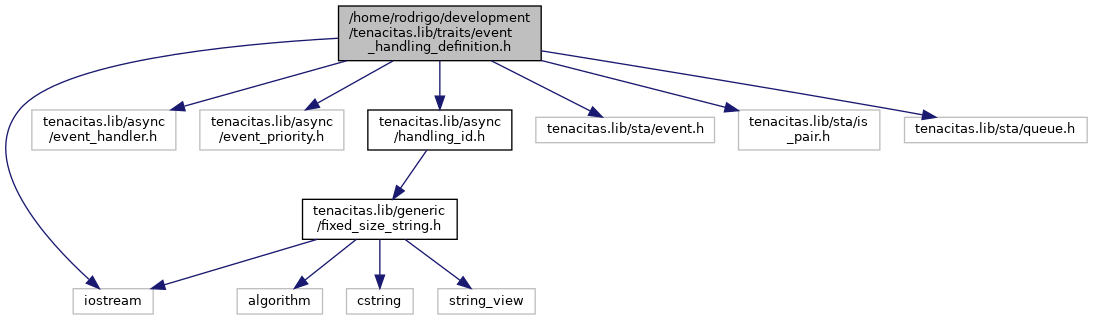 /home/rodrigo/development
/tenacitas.lib/traits/event
_handling_definition.h
tenacitas.lib/async
/event_handler.h
tenacitas.lib/async
/event_priority.h
tenacitas.lib/async
/handling_id.h
tenacitas.lib/sta/event.h
tenacitas.lib/sta/is
_pair.h
tenacitas.lib/sta/queue.h
tenacitas.lib/generic
/fixed_size_string.h
iostream
algorithm
cstring
string_view